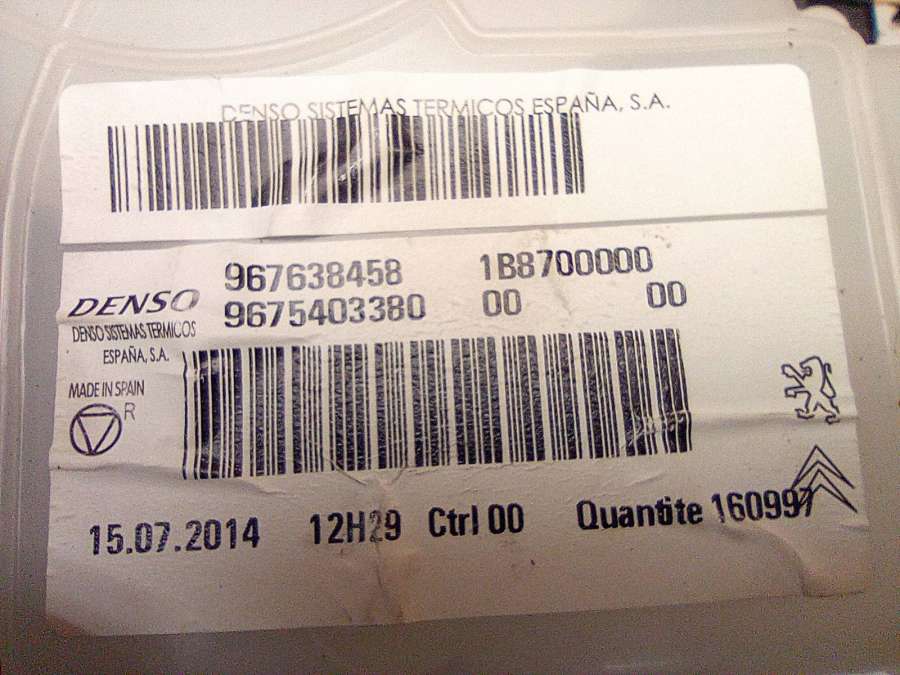 DENSO SISTEMAS TERMICOS ESPAÑA, S.A.
967638458 1B8700000
DENSO 9675403380 00 00
DENSO SISTEMAS TERMICOS
ESPAÑA, S.A.
MADE IN SPAIN
R
15.07.2014 12H29 Ctrl 00 Quantite 160997